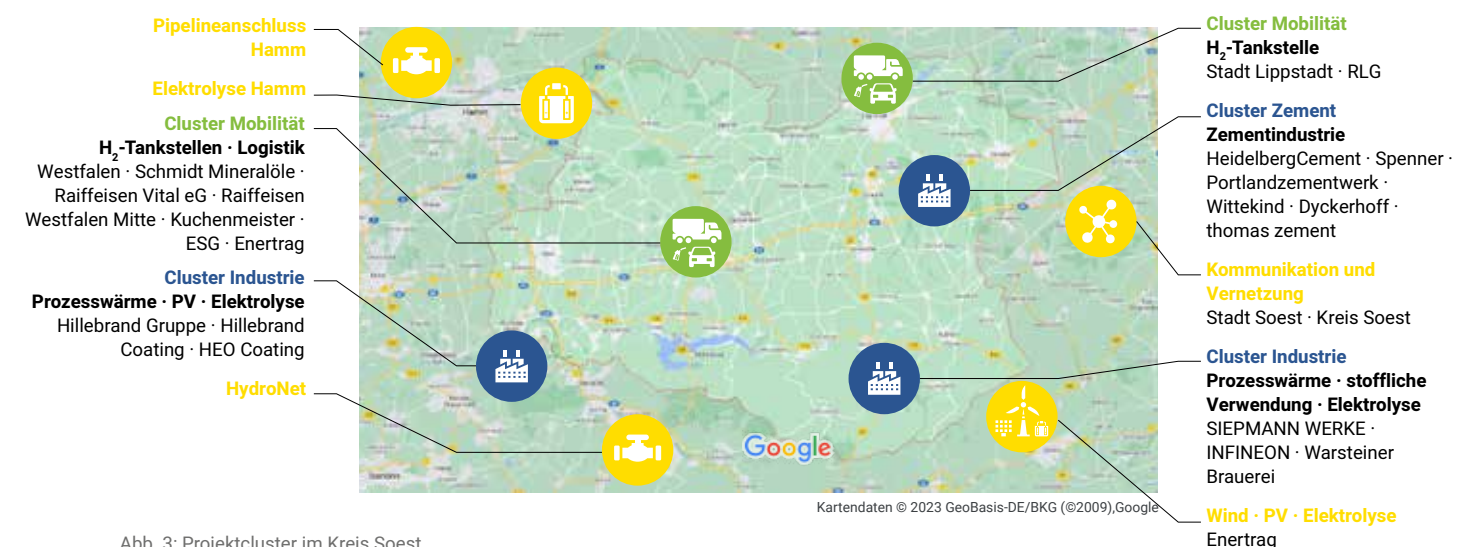 Pipelineanschluss
Hamm
Elektrolyse Hamm
Cluster Mobilität
H₂-Tankstellen · Logistik
Westfalen · Schmidt Mineralöle ·
Raiffeisen Vital eG · Raiffeisen
Westfalen Mitte · Kuchenmeister ·
ESG · Enertrag
Cluster Industrie
Prozesswärme · PV · Elektrolyse
Hillebrand Gruppe · Hillebrand
Coating · HEO Coating
HydroNet
Google
Cluster Mobilität
H₂-Tankstelle
Stadt Lippstadt · RLG
Cluster Zement
Zementindustrie
HeidelbergCement · Spenner ·
Portlandzementwerk ·
Wittekind · Dyckerhoff ·
thomas zement
Kommunikation und
Vernetzung
Stadt Soest · Kreis Soest
Cluster Industrie
Prozesswärme · stoffliche
Verwendung · Elektrolyse
SIEPMANN WERKE ·
INFINEON · Warsteiner
Brauerei
Wind · PV · Elektrolyse
Enertrag
Kartendaten © 2023 GeoBasis-DE/BKG (©2009),Google
Abb. 3: Projektcluster im Kreis Soest